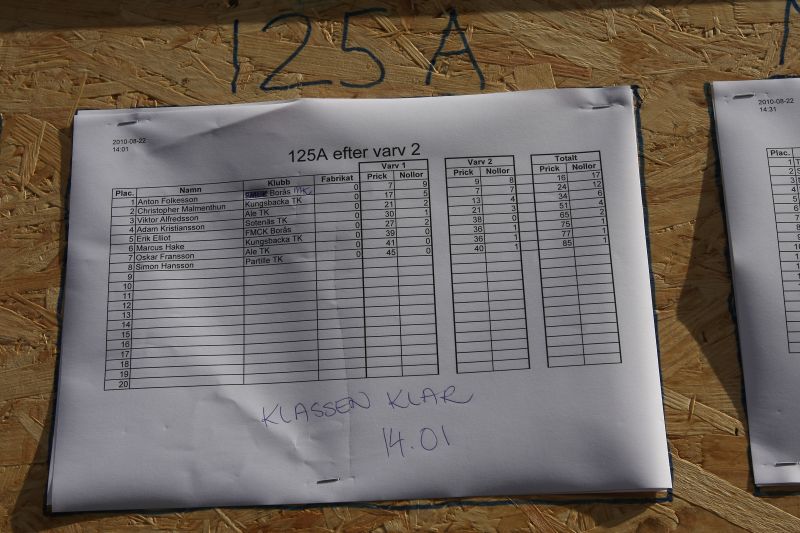 125 A
2010-08-22
14:01
125A efter varv 2
Varv 1 Varv 2 Totalt
Plac. Namn Klubb Fabrikat Prick Nollor Prick Nollor Prick Nollor
1 Anton Folkesson Borås MK 0 7 9 9 8 16 17
2 Christopher Malmenthun Kungsbacka TK 0 17 5 7 7 24 12
3 Viktor Alfredsson Ale TK 0 21 2 13 4 34 6
4 Adam Kristiansson Sotenäs TK 0 30 1 21 3 51 4
5 Erik Elliot FMCK Borås 0 27 2 38 0 65 2
6 Marcus Hake Kungsbacka TK 0 39 0 36 1 75 1
7 Oskar Fransson Ale TK 0 41 0 36 1 77 1
8 Simon Hansson Partille TK 0 45 0 40 1 85 1
9
10
11
12
13
14
15
16
17
18
19
20
KLASSEN KLAR
14.01
2010-08-22
14:31
Plac.